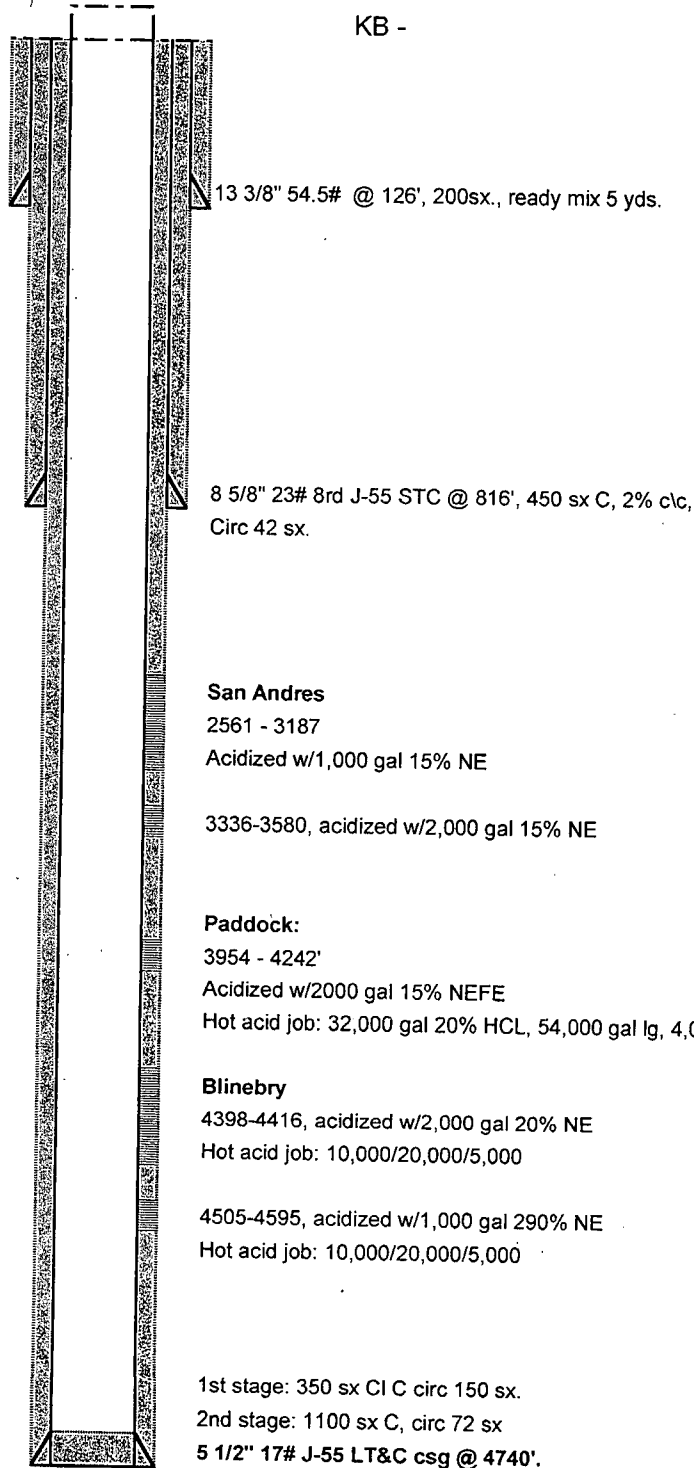 KB -
13 3/8" 54.5# @ 126', 200sx., ready mix 5 yds.
8 5/8" 23# 8rd J-55 STC @ 816', 450 sx C, 2% c\c,
Circ 42 sx.
San Andres
2561 - 3187
Acidized w/1,000 gal 15% NE
3336-3580, acidized w/2,000 gal 15% NE
Paddock:
3954 - 4242'
Acidized w/2000 gal 15% NEFE
Hot acid job: 32,000 gal 20% HCL, 54,000 gal lg,
Blinebry
4398-4416, acidized w/2,000 gal 20% NE
Hot acid job: 10,000/20,000/5,000
4505-4595, acidized w/1,000 gal 290% NE
Hot acid job: 10,000/20,000/5,000
1st stage: 350 sx Cl C circ 150 sx.
2nd stage: 1100 sx C, circ 72 sx
5 1/2" 17# J-55 LT&C csg @ 4740'.